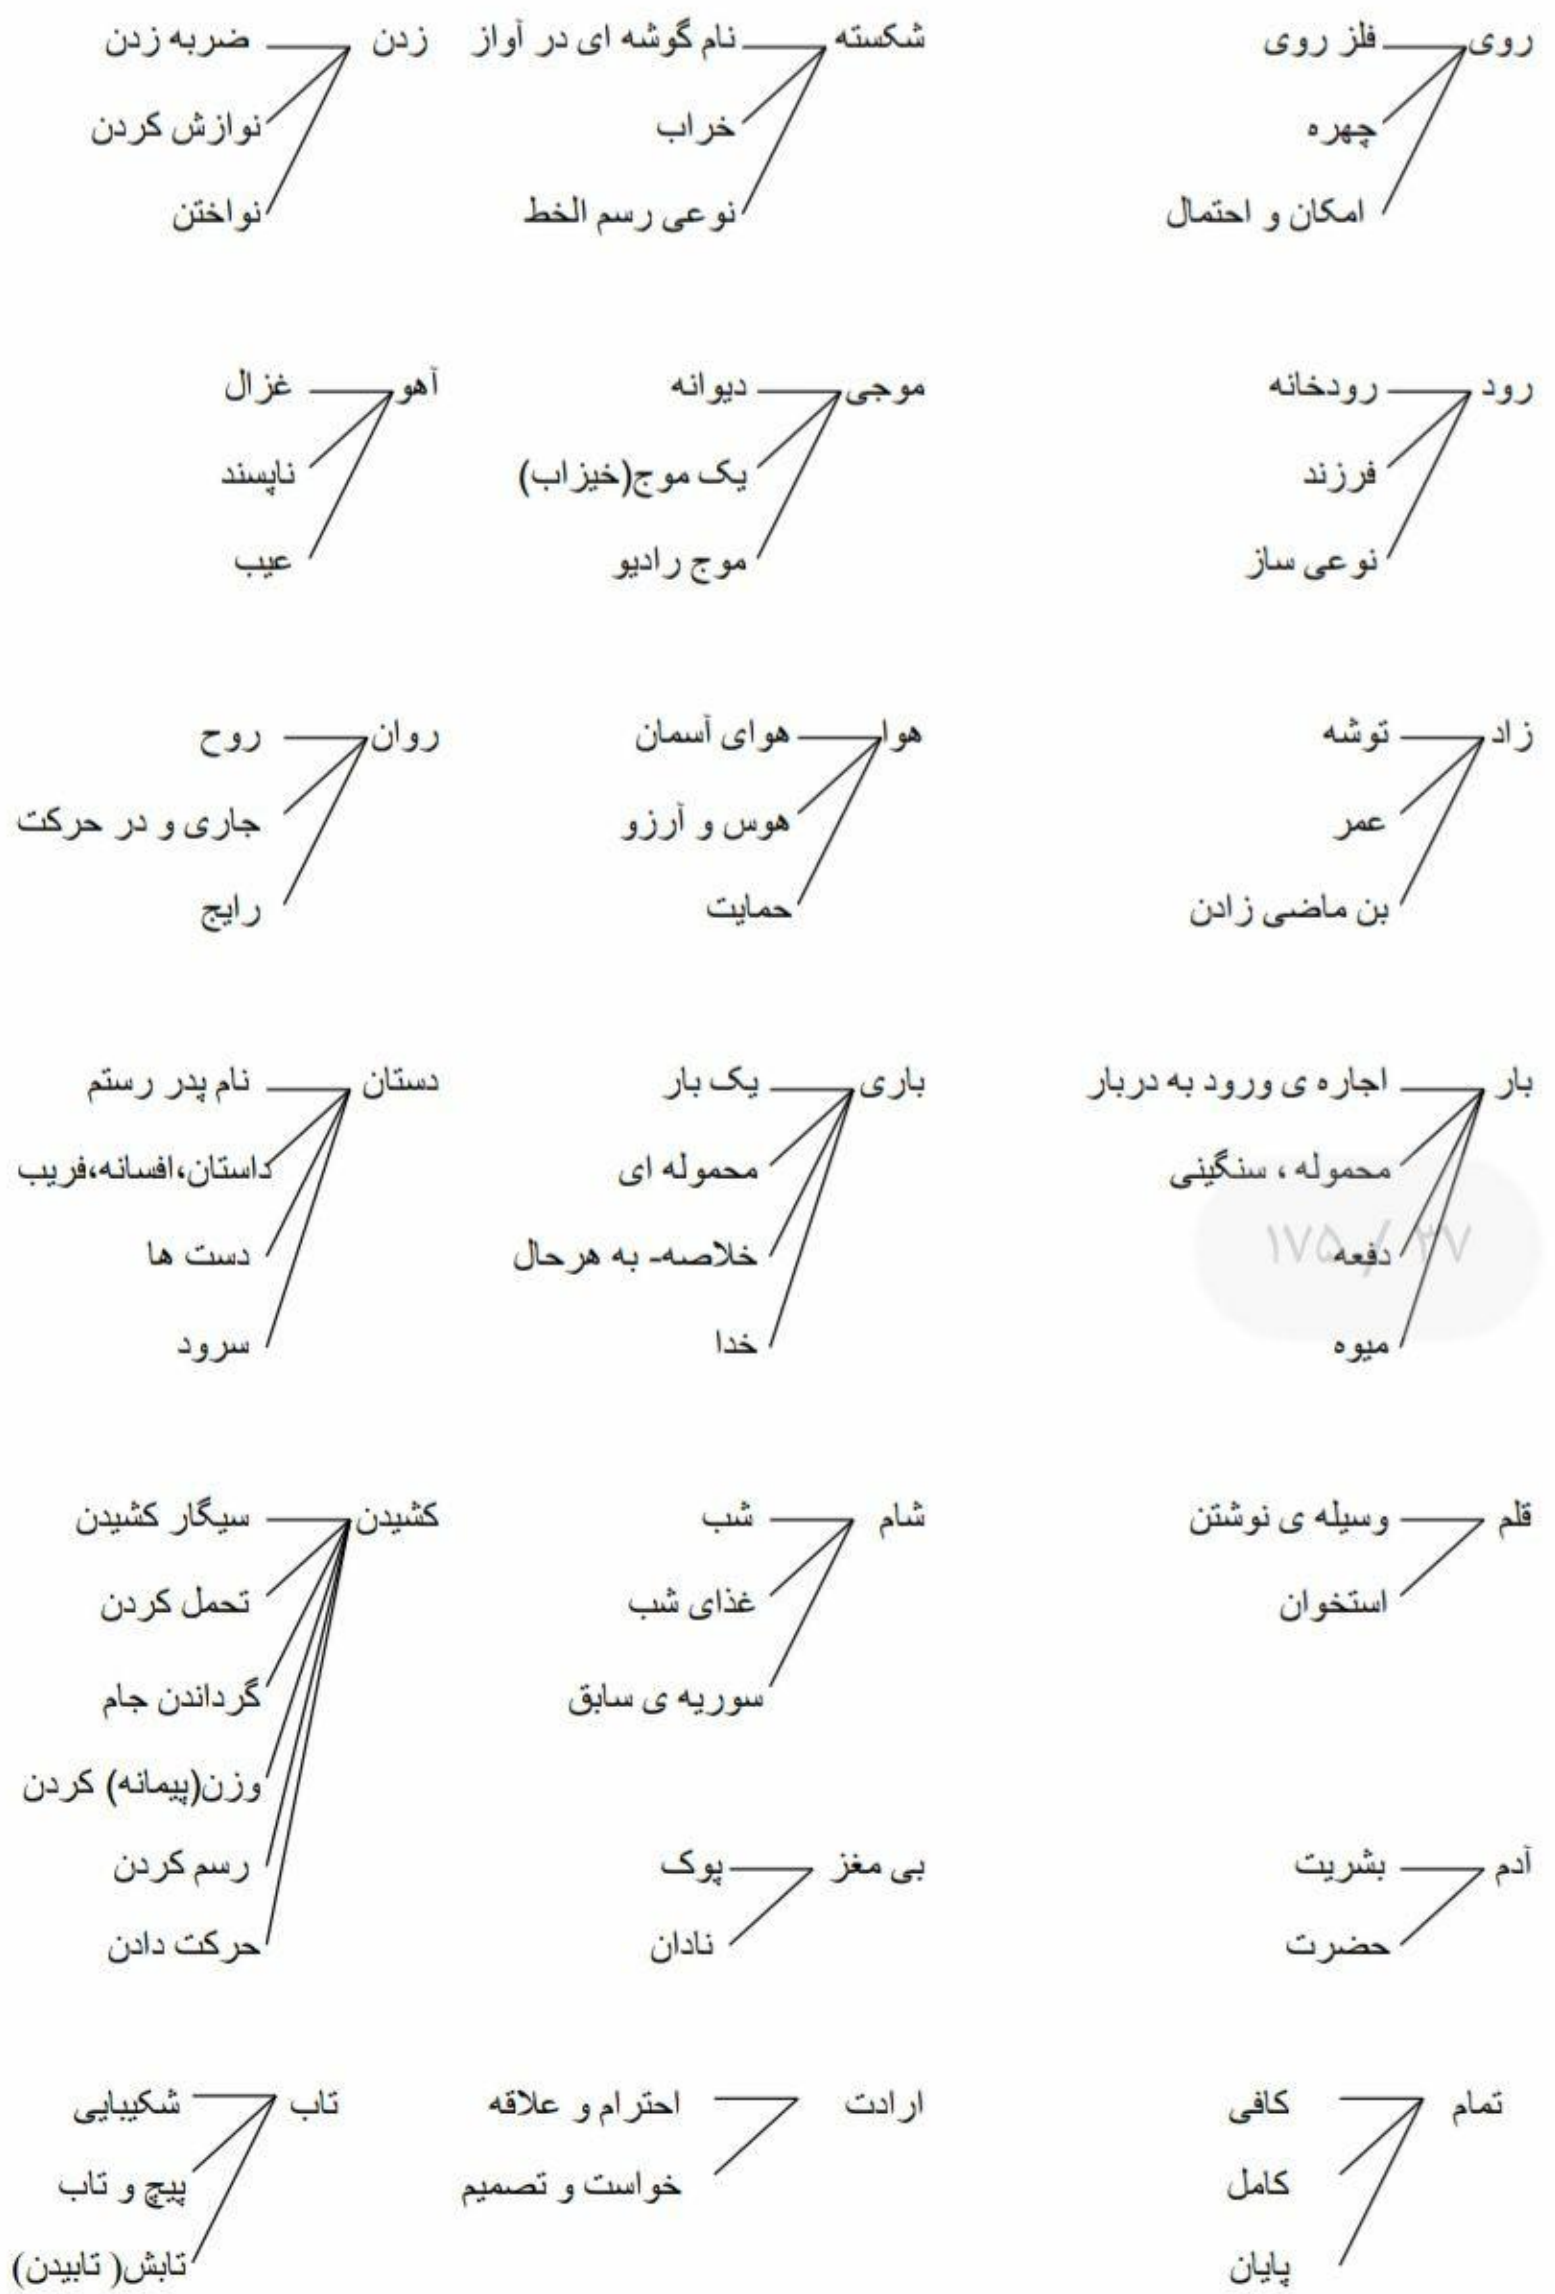 روی فلز روی
چهره
امکان و احتمال
شکسته نام گوشه ای در آواز
خراب
نوعی رسم الخط
زدن ضربه زدن
نوازش کردن
نواختن
رود رودخانه
فرزند
نوعی ساز
موجی دیوانه
یک موج(خیزاب)
موج رادیو
آهو غزال
ناپسند
عیب
زاد توشه
عمر
بن ماضی زادن
هوا هوای آسمان
هوس و آرزو
حمایت
روان روح
جاری و در حرکت
رایج
بار اجاره ی ورود به دربار
محموله ، سنگینی
دفعه
میوه
۳۷ / ۱۷۵
باری یک بار
محموله ای
خلاصه- به هرحال
خدا
دستان نام پدر رستم
داستان،افسانه،فریب
دست ها
سرود
قلم وسیله ی نوشتن
استخوان
شام شب
غذای شب
سوریه ی سابق
کشیدن سیگار کشیدن
تحمل کردن
گرداندن جام
وزن(پیمانه) کردن
رسم کردن
حرکت دادن
آدم بشریت
حضرت
بی مغز پوک
نادان
تمام کافی
کامل
پایان
ارادت احترام و علاقه
خواست و تصمیم
تاب شکیبایی
پیچ و تاب
تابش( تابیدن)